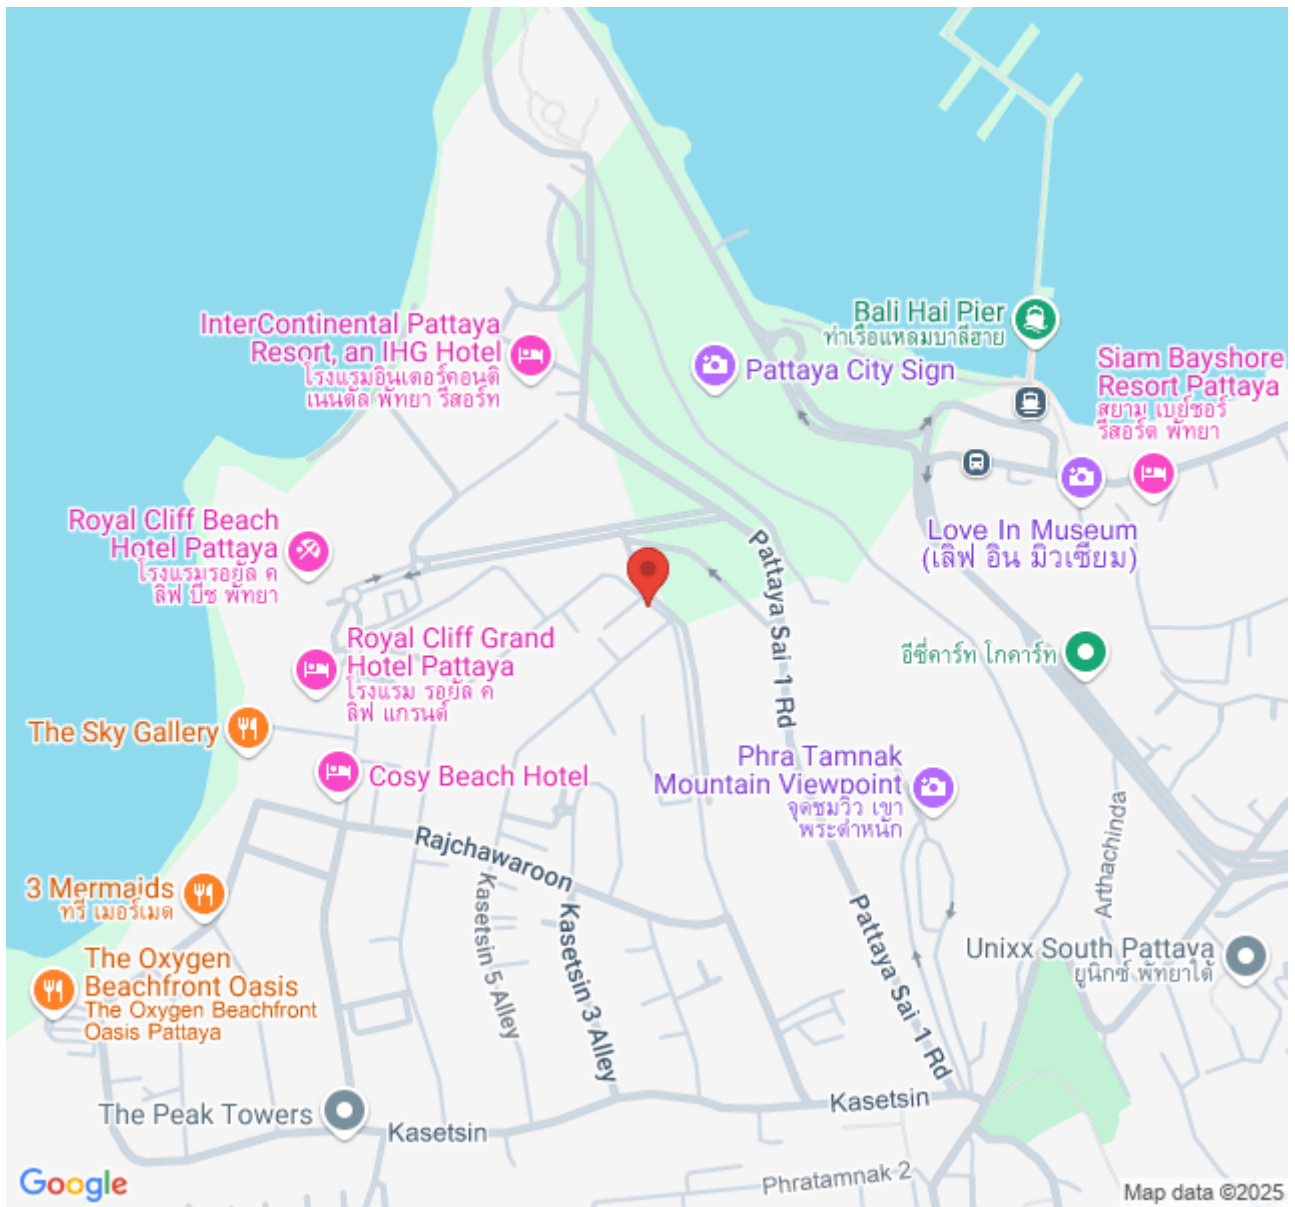 InterContinental Pattaya
Resort, an IHG Hotel
โรงแรมอินเตอร์คอนติ
เนนตัล พัทยา รีสอร์ท
Bali Hai Pier
ท่าเรือแหลมบาลีฮาย
Pattaya City Sign
Siam Bayshore
Resort Pattaya
สยาม เบย์ชอร์
รีสอร์ต พัทยา
Royal Cliff Beach
Hotel Pattaya
โรงแรมรอยัล ค
ลิฟ บีช พัทยา
Love In Museum
(เลิฟ อิน มิวเซียม)
Pattaya Sai 1 Rd
Royal Cliff Grand
Hotel Pattaya
โรงแรม รอยัล ค
ลิฟ แกรนด์
อีซี่คาร์ท โกคาร์ท
The Sky Gallery
Cosy Beach Hotel
Phra Tamnak
Mountain Viewpoint
จุดชมวิว เขา
พระตำหนัก
Rajchawaroon
Arthachinda
3 Mermaids
ทรี เมอร์เมด
Kasetsin 5 Alley
Kasetsin 3 Alley
Pattaya Sai 1 Rd
Unixx South Pattaya
ยูนิกซ์ พัทยาใต้
The Oxygen
Beachfront Oasis
The Oxygen Beachfront
Oasis Pattaya
The Peak Towers
Kasetsin
Kasetsin
Phratamnak 2
Google
Map data ©2025